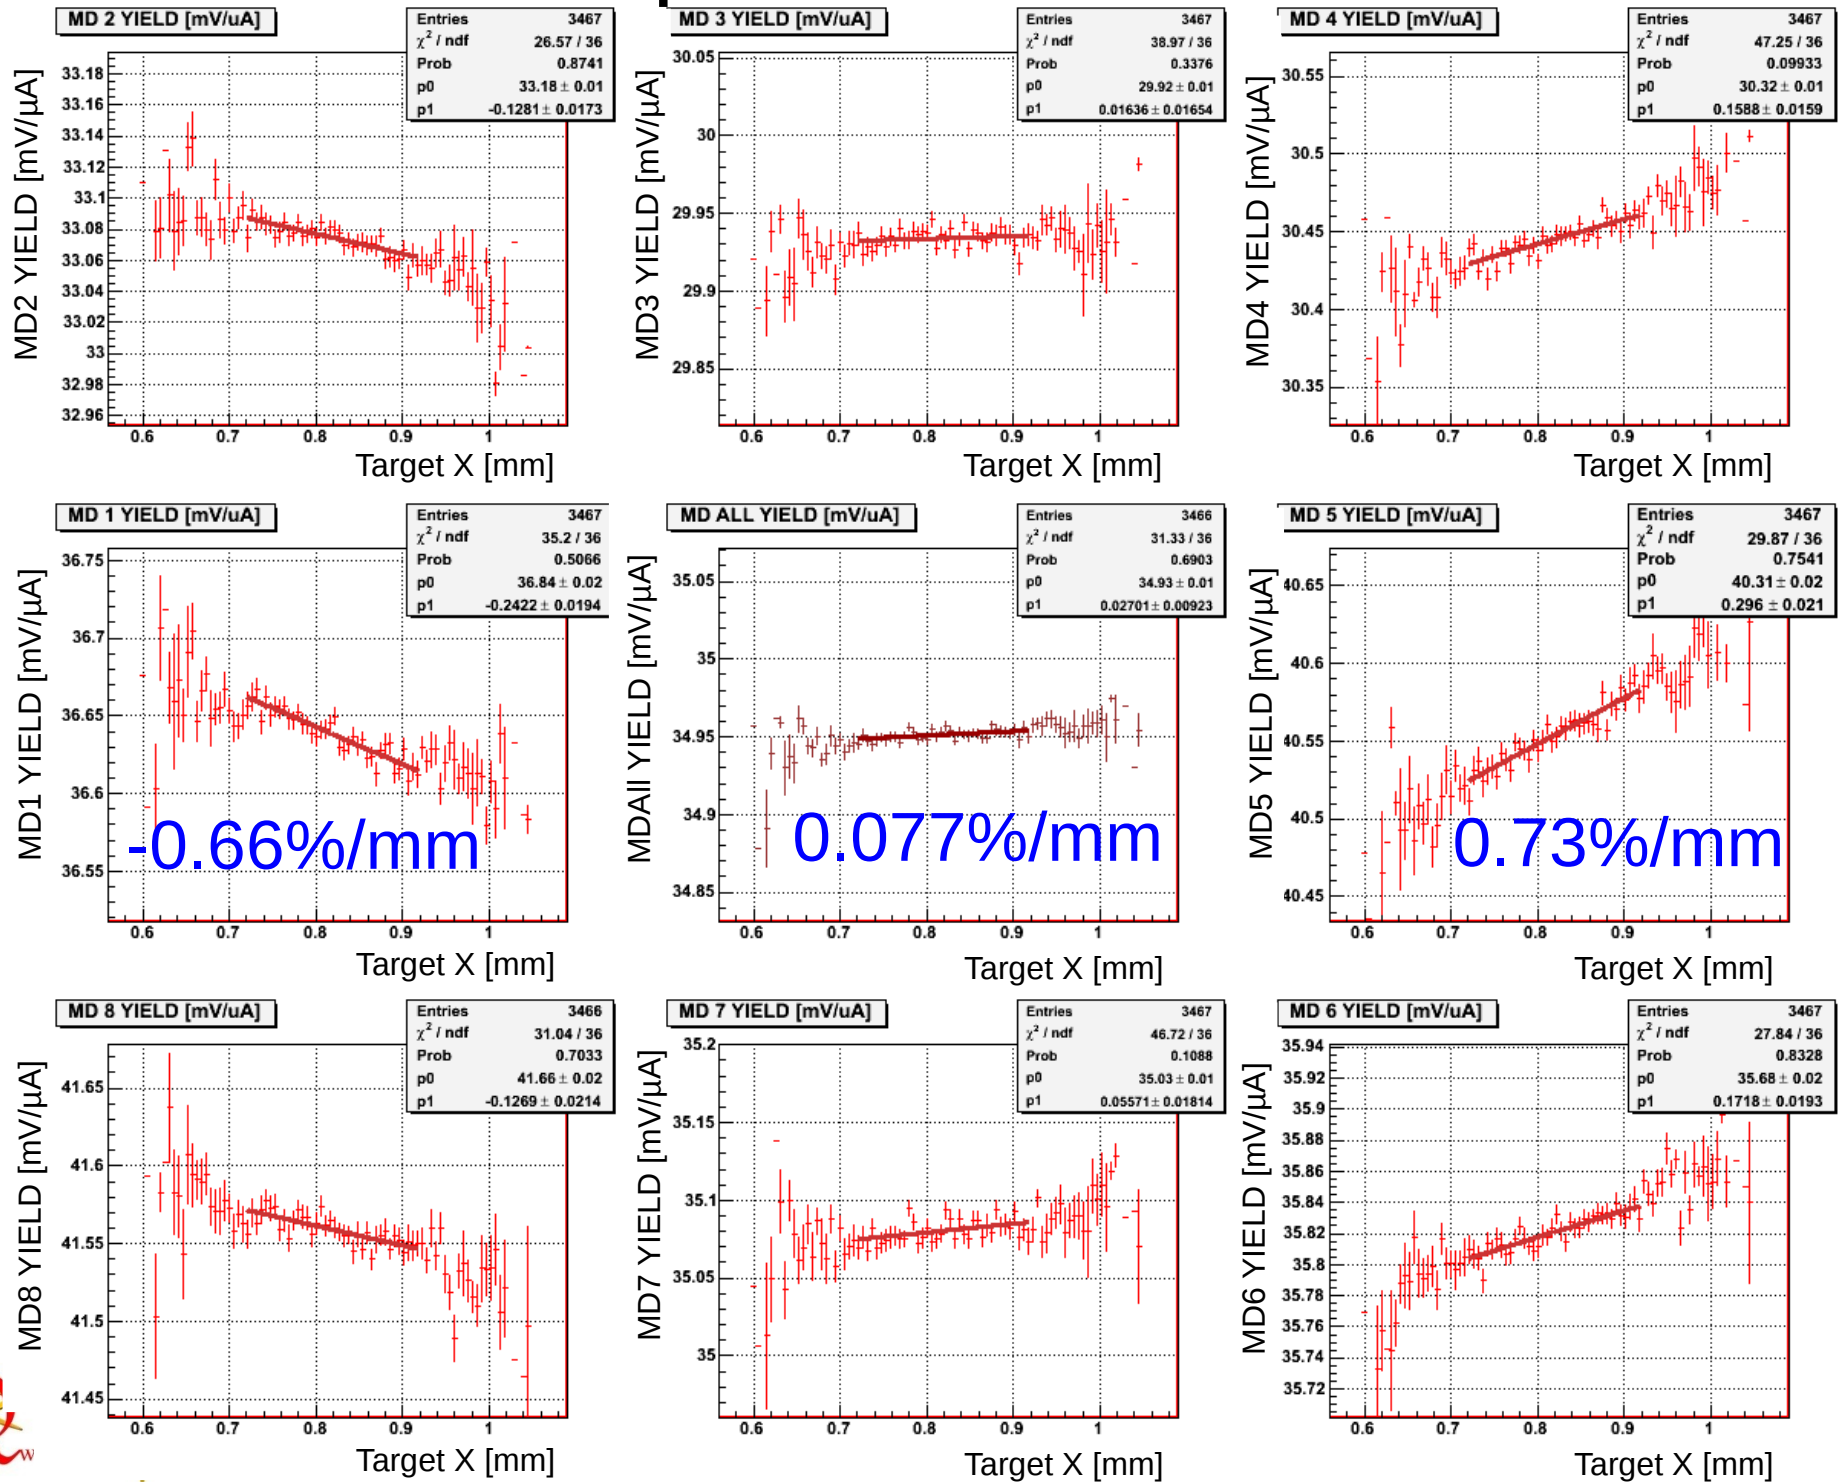 MD 2 YIELD [mV/uA]
Entries 3467
χ² / ndf 26.57 / 36
Prob 0.8741
p0 33.18 ± 0.01
p1 -0.1281 ± 0.0173
MD2 YIELD [mV/µA]
33.18
33.16
33.14
33.12
33.1
33.08
33.06
33.04
33.02
33
32.98
32.96
0.6 0.7 0.8 0.9 1
Target X [mm]
MD 3 YIELD [mV/uA]
Entries 3467
χ² / ndf 38.97 / 36
Prob 0.3376
p0 29.92 ± 0.01
p1 0.01636 ± 0.01654
MD3 YIELD [mV/µA]
30.05
30
29.95
29.9
29.85
0.6 0.7 0.8 0.9 1
Target X [mm]
MD 4 YIELD [mV/uA]
Entries 3467
χ² / ndf 47.25 / 36
Prob 0.09933
p0 30.32 ± 0.01
p1 0.1588 ± 0.0159
MD4 YIELD [mV/µA]
30.55
30.5
30.45
30.4
30.35
0.6 0.7 0.8 0.9 1
Target X [mm]
MD 1 YIELD [mV/uA]
Entries 3467
χ² / ndf 35.2 / 36
Prob 0.5066
p0 36.84 ± 0.02
p1 -0.2422 ± 0.0194
MD1 YIELD [mV/µA]
36.75
36.7
36.65
36.6
36.55
-0.66%/mm
0.6 0.7 0.8 0.9 1
Target X [mm]
MD ALL YIELD [mV/uA]
Entries 3466
χ² / ndf 31.33 / 36
Prob 0.6903
p0 34.93 ± 0.01
p1 0.02701 ± 0.00923
MDAll YIELD [mV/µA]
35.05
35
34.95
34.9
34.85
0.077%/mm
0.6 0.7 0.8 0.9 1
Target X [mm]
MD 5 YIELD [mV/uA]
Entries 3467
χ² / ndf 29.87 / 36
Prob 0.7541
p0 40.31 ± 0.02
p1 0.296 ± 0.021
MD5 YIELD [mV/µA]
40.65
40.6
40.55
40.5
40.45
0.73%/mm
0.6 0.7 0.8 0.9 1
Target X [mm]
MD 8 YIELD [mV/uA]
Entries 3466
χ² / ndf 31.04 / 36
Prob 0.7033
p0 41.66 ± 0.02
p1 -0.1269 ± 0.0214
MD8 YIELD [mV/µA]
41.65
41.6
41.55
41.5
41.45
0.6 0.7 0.8 0.9 1
Target X [mm]
MD 7 YIELD [mV/uA]
Entries 3467
χ² / ndf 46.72 / 36
Prob 0.1088
p0 35.03 ± 0.01
p1 0.05571 ± 0.01814
MD7 YIELD [mV/µA]
35.2
35.15
35.1
35.05
35
0.6 0.7 0.8 0.9 1
Target X [mm]
MD 6 YIELD [mV/uA]
Entries 3467
χ² / ndf 27.84 / 36
Prob 0.8328
p0 35.68 ± 0.02
p1 0.1718 ± 0.0193
MD6 YIELD [mV/µA]
35.94
35.92
35.9
35.88
35.86
35.84
35.82
35.8
35.78
35.76
35.74
35.72
0.6 0.7 0.8 0.9 1
Target X [mm]
w